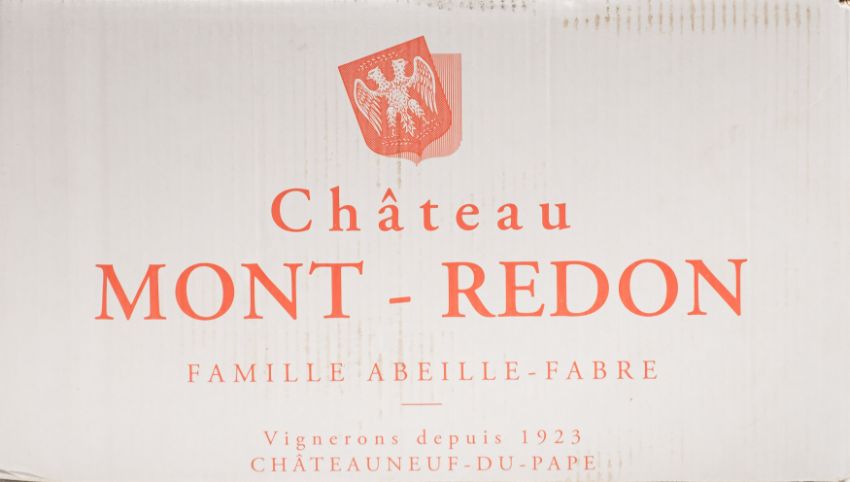 Château
MONT - REDON
FAMILLE ABEILLE-FABRE
Vignerons depuis 1923
CHÂTEAUNEUF-DU-PAPE